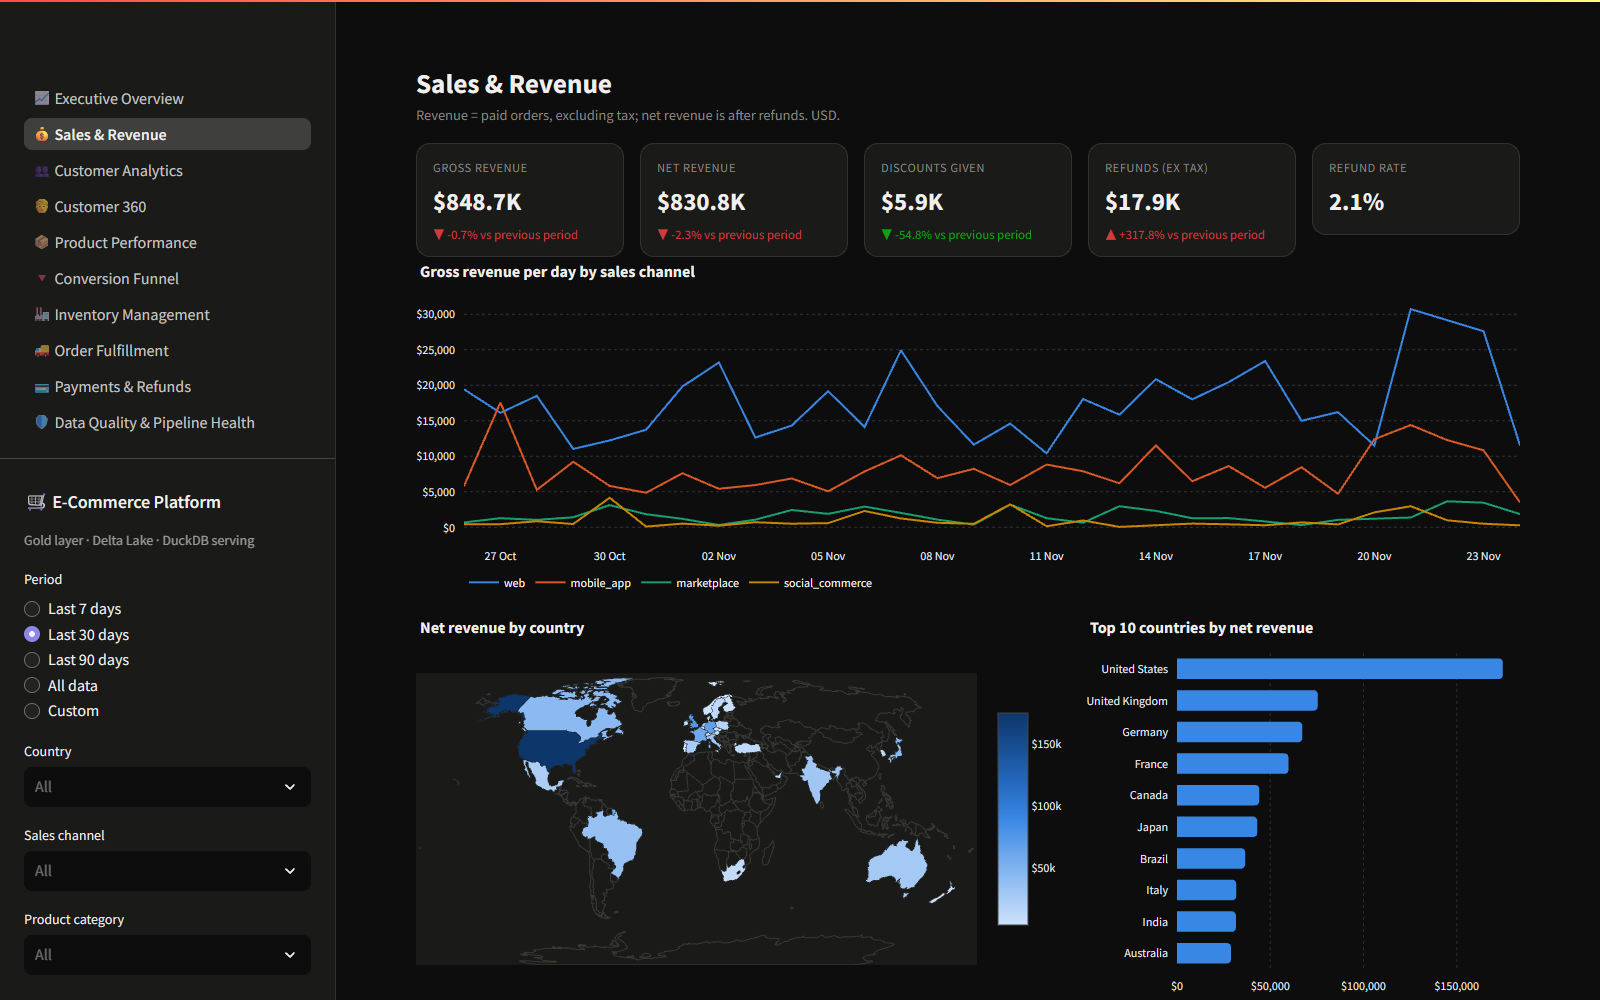 Executive Overview
Sales & Revenue
Customer Analytics
Customer 360
Product Performance
Conversion Funnel
Inventory Management
Order Fulfillment
Payments & Refunds
Data Quality & Pipeline Health
E-Commerce Platform
Gold layer · Delta Lake · DuckDB serving
Period
Last 7 days
Last 30 days
Last 90 days
All data
Custom
Country
All
Sales channel
All
Product category
All
Sales & Revenue
Revenue = paid orders, excluding tax; net revenue is after refunds. USD.
GROSS REVENUE
$848.7K
▼ -0.7% vs previous period
NET REVENUE
$830.8K
▼ -2.3% vs previous period
DISCOUNTS GIVEN
$5.9K
▼ -54.8% vs previous period
REFUNDS (EX TAX)
$17.9K
▲ +317.8% vs previous period
REFUND RATE
2.1%
Gross revenue per day by sales channel
$30,000
$25,000
$20,000
$15,000
$10,000
$5,000
$0
27 Oct 30 Oct 02 Nov 05 Nov 08 Nov 11 Nov 14 Nov 17 Nov 20 Nov 23 Nov
web mobile_app marketplace social_commerce
Net revenue by country
$150k
$100k
$50k
Top 10 countries by net revenue
United States
United Kingdom
Germany
France
Canada
Japan
Brazil
Italy
India
Australia
$0 $50,000 $100,000 $150,000